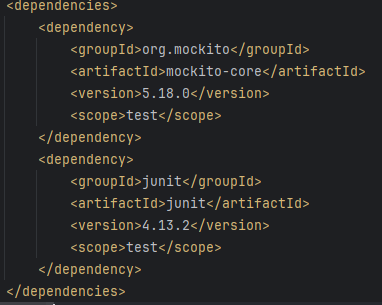 <dependencies>
<dependency>
<groupId>org.mockito</groupId>
<artifactId>mockito-core</artifactId>
<version>5.18.0</version>
<scope>test</scope>
</dependency>
<dependency>
<groupId>junit</groupId>
<artifactId>junit</artifactId>
<version>4.13.2</version>
<scope>test</scope>
</dependency>
</dependencies>